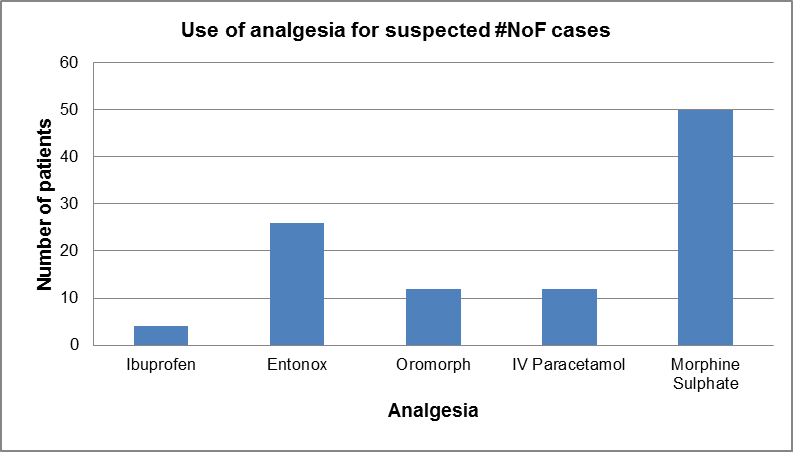 Use of analgesia for suspected #NoF cases
Number of patients
60
50
40
30
20
10
0
Ibuprofen
Entonox
Oromorph
IV Paracetamol
Morphine
Sulphate
Analgesia